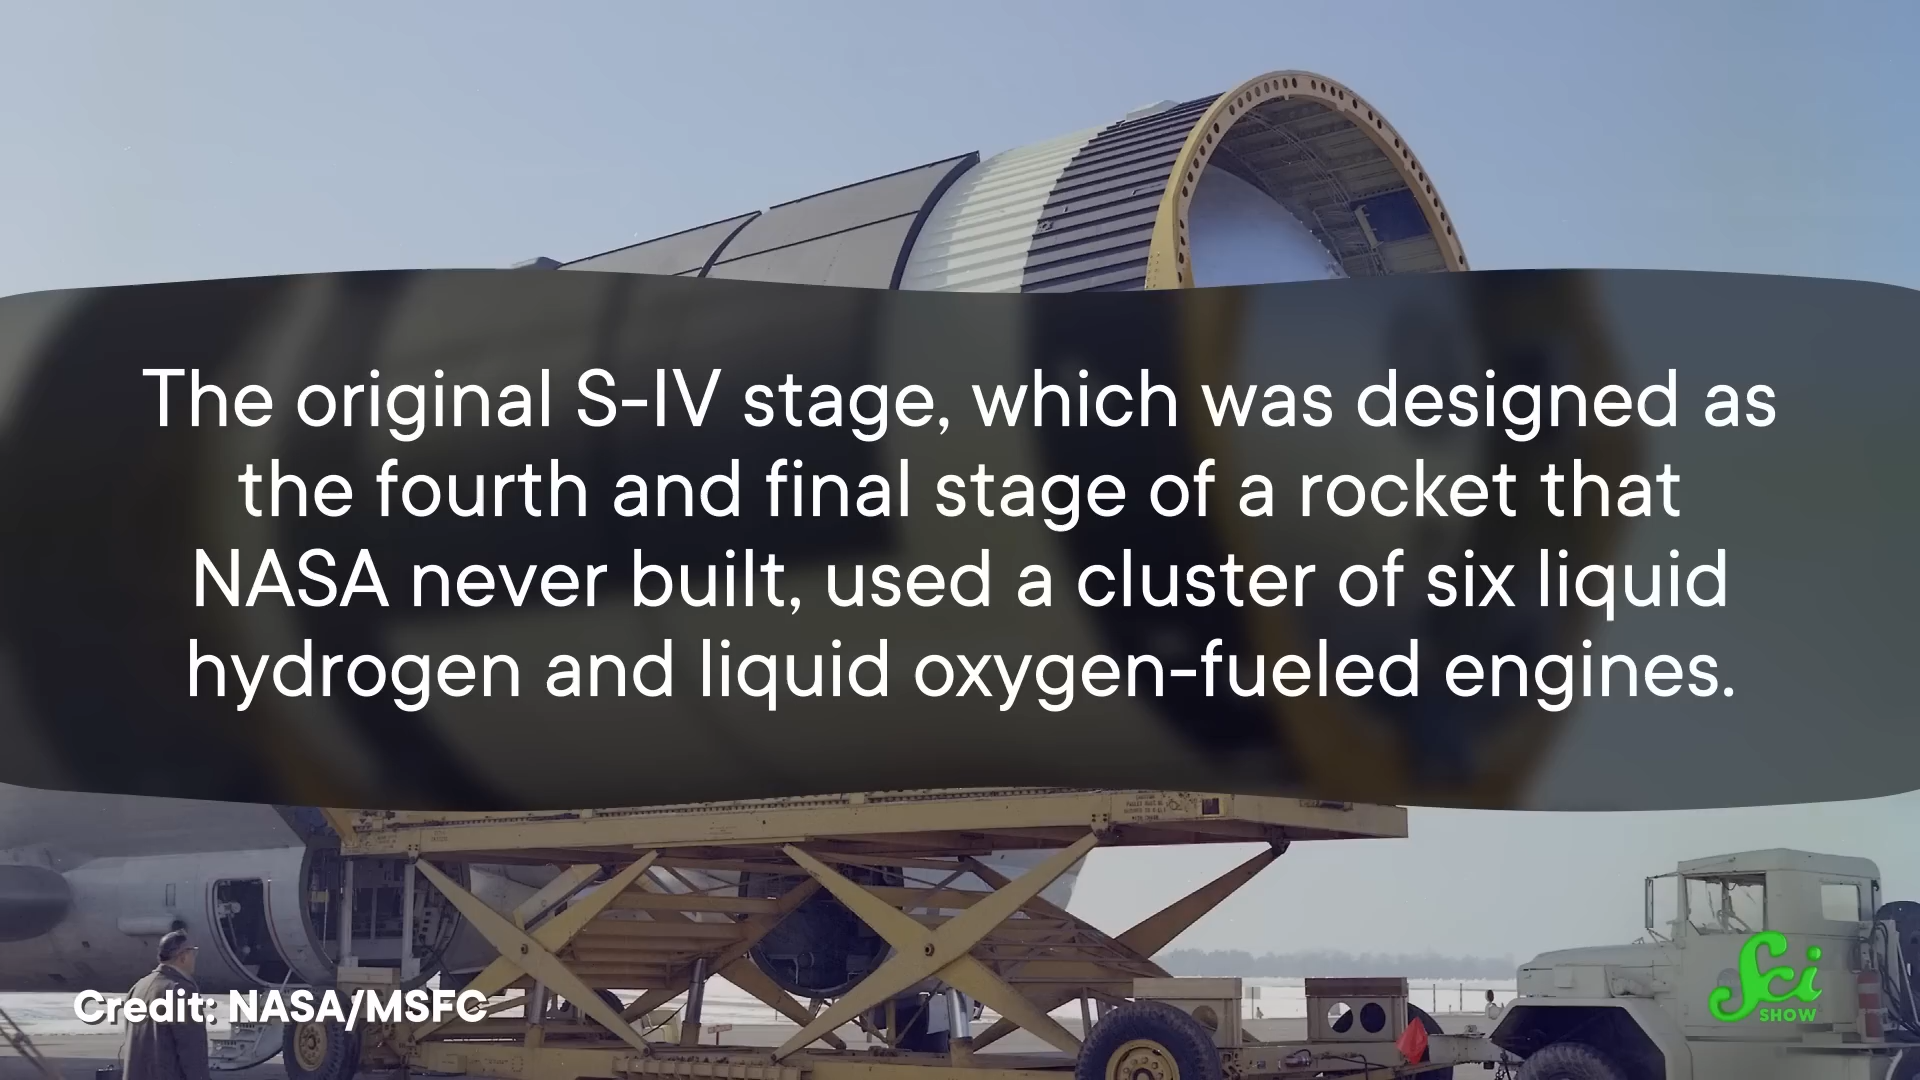 The original S-IV stage, which was designed as
the fourth and final stage of a rocket that
NASA never built, used a cluster of six liquid
hydrogen and liquid oxygen-fueled engines.
Credit: NASA/MSFC
Sci
SHOW